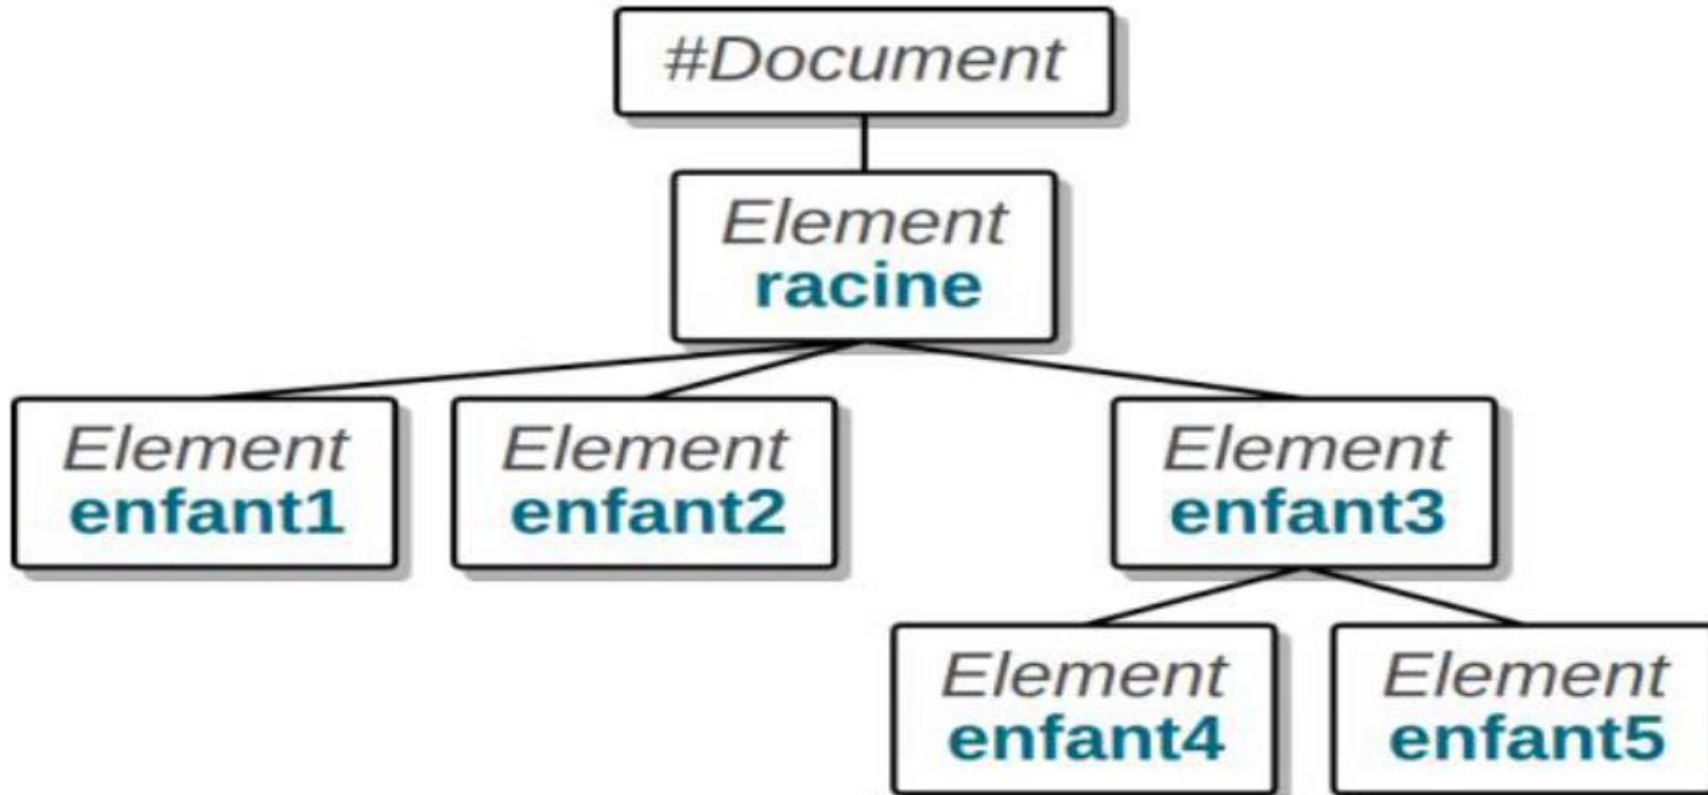 #Document
Element
racine
Element
enfant1
Element
enfant2
Element
enfant3
Element
enfant4
Element
enfant5